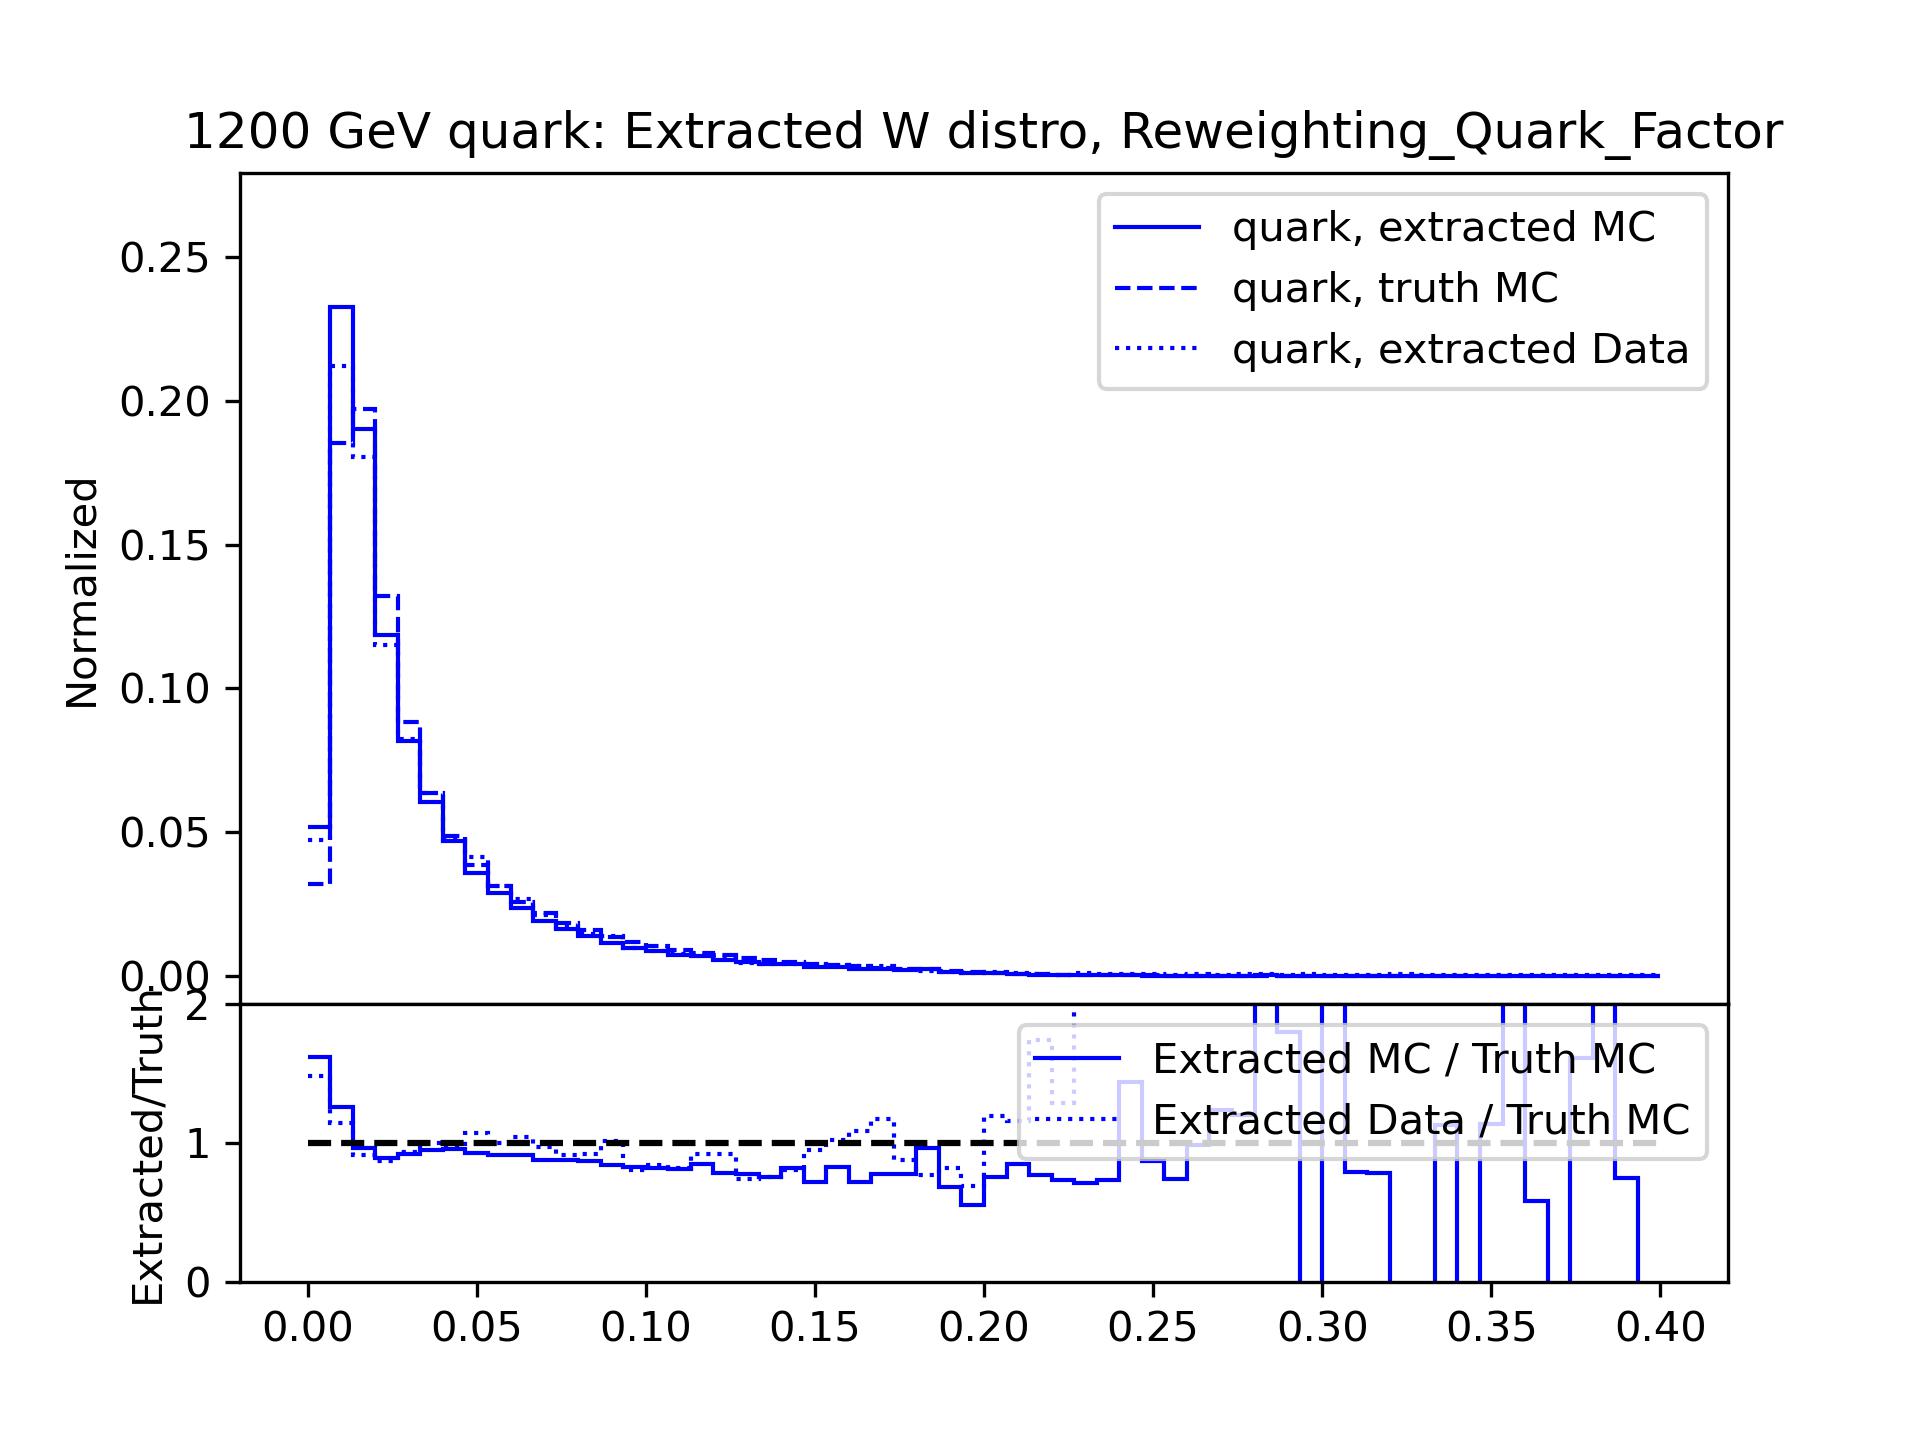 1200 GeV quark: Extracted W distro, Reweighting_Quark_Factor
quark, extracted MC
quark, truth MC
quark, extracted Data
Normalized
0.25
0.20
0.15
0.10
0.05
0.00
Extracted/Truth
2
1
0
Extracted MC / Truth MC
Extracted Data / Truth MC
0.00 0.05 0.10 0.15 0.20 0.25 0.30 0.35 0.40